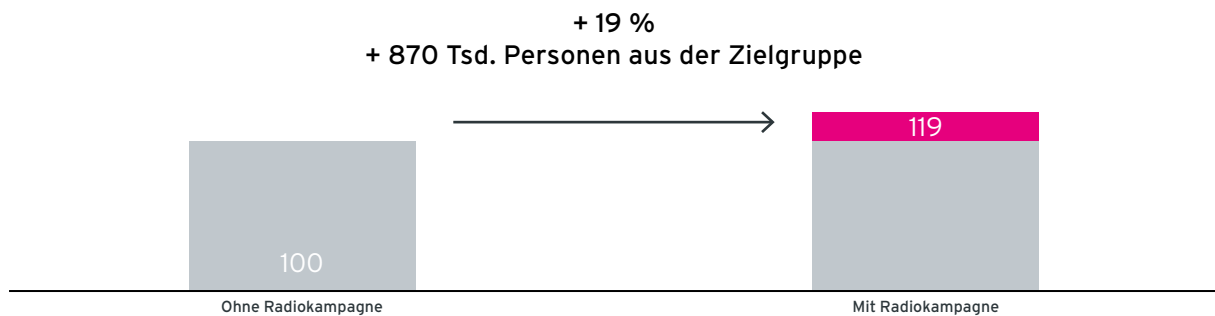 + 19 %
+ 870 Tsd. Personen aus der Zielgruppe
119
100
Ohne Radiokampagne
Mit Radiokampagne